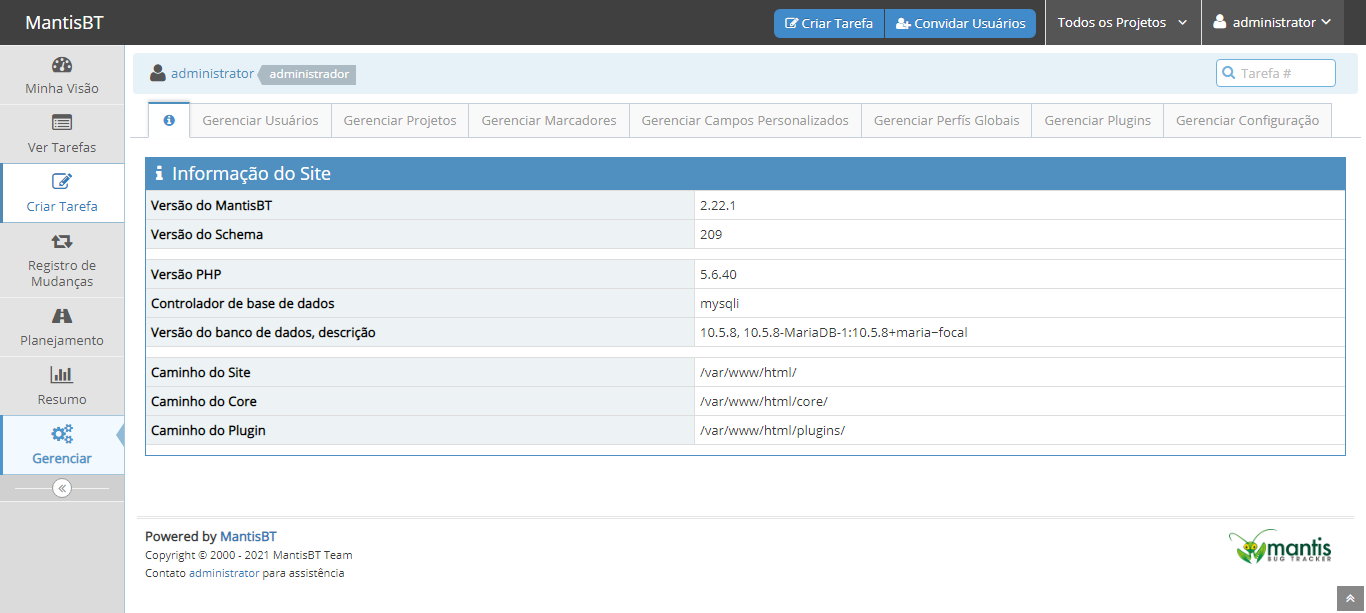 MantisBT
Criar Tarefa
Convidar Usuários
Todos os Projetos
administrator
Minha Visão
Ver Tarefas
Criar Tarefa
Registro de
Mudanças
Planejamento
Resumo
Gerenciar
administrator administrador
Tarefa #
Gerenciar Usuários
Gerenciar Projetos
Gerenciar Marcadores
Gerenciar Campos Personalizados
Gerenciar Perfís Globais
Gerenciar Plugins
Gerenciar Configuração
Informação do Site
Versão do MantisBT 2.22.1
Versão do Schema 209
Versão PHP 5.6.40
Controlador de base de dados mysqli
Versão do banco de dados, descrição 10.5.8, 10.5.8-MariaDB-1:10.5.8+maria~focal
Caminho do Site /var/www/html/
Caminho do Core /var/www/html/core/
Caminho do Plugin /var/www/html/plugins/
Powered by MantisBT
Copyright © 2000 - 2021 MantisBT Team
Contato administrator para assistência
mantis
BUG TRACKER